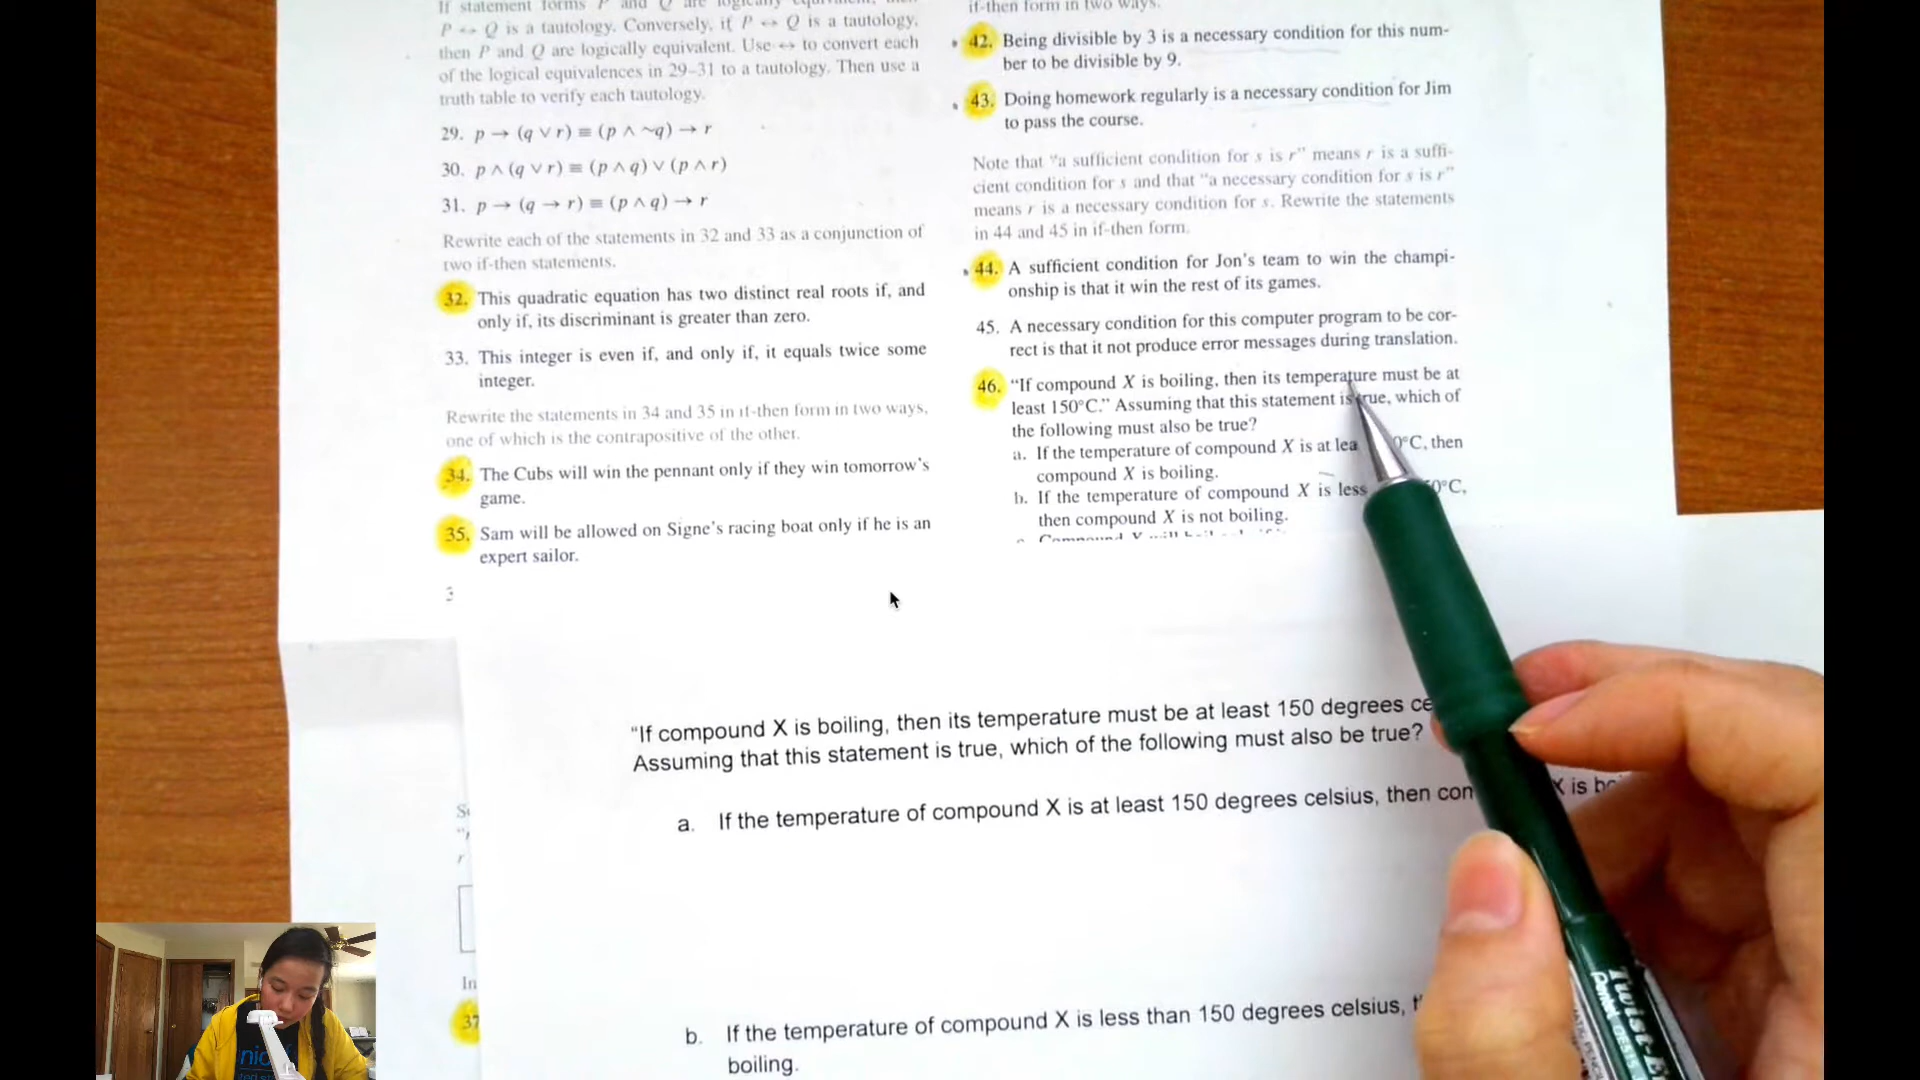 If statement forms P and Q are logically equivalent, then
P ↔ Q is a tautology. Conversely, if P ↔ Q is a tautology,
then P and Q are logically equivalent. Use ↔ to convert each
of the logical equivalences in 29–31 to a tautology. Then use a
truth table to verify each tautology.
29. p → (q ∨ r) ≡ (p ∧ ~q) → r
30. p ∧ (q ∨ r) ≡ (p ∧ q) ∨ (p ∧ r)
31. p → (q → r) ≡ (p ∧ q) → r
Rewrite each of the statements in 32 and 33 as a conjunction of
two if-then statements.
32. This quadratic equation has two distinct real roots if, and
only if, its discriminant is greater than zero.
33. This integer is even if, and only if, it equals twice some
integer.
Rewrite the statements in 34 and 35 in if-then form in two ways,
one of which is the contrapositive of the other.
34. The Cubs will win the pennant only if they win tomorrow's
game.
35. Sam will be allowed on Signe's racing boat only if he is an
expert sailor.
3
if-then form in two ways.
42. Being divisible by 3 is a necessary condition for this num-
ber to be divisible by 9.
43. Doing homework regularly is a necessary condition for Jim
to pass the course.
Note that "a sufficient condition for s is r" means r is a suffi-
cient condition for s and that "a necessary condition for s is r"
means r is a necessary condition for s. Rewrite the statements
in 44 and 45 in if-then form.
44. A sufficient condition for Jon's team to win the champi-
onship is that it win the rest of its games.
45. A necessary condition for this computer program to be cor-
rect is that it not produce error messages during translation.
46. "If compound X is boiling, then its temperature must be at
least 150°C." Assuming that this statement is true, which of
the following must also be true?
a. If the temperature of compound X is at lea 0°C, then
compound X is boiling.
b. If the temperature of compound X is less 0°C,
then compound X is not boiling.
c. Compound X will
"If compound X is boiling, then its temperature must be at least 150 degrees ce
Assuming that this statement is true, which of the following must also be true?
a. If the temperature of compound X is at least 150 degrees celsius, then con X is bo
b. If the temperature of compound X is less than 150 degrees celsius, t
boiling.
In
37
Twist-E
Pentel